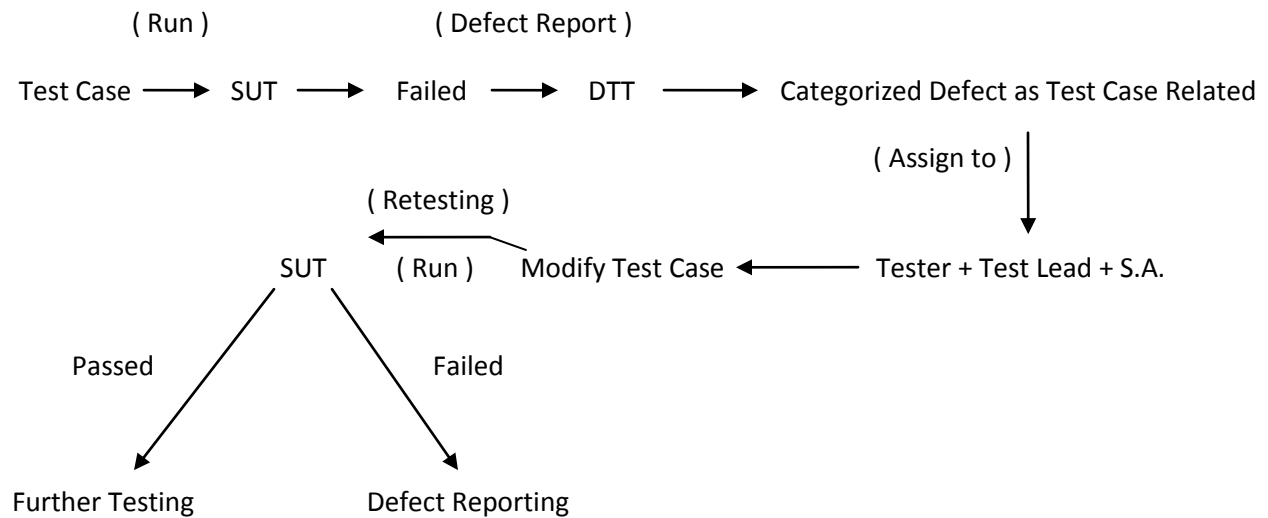 ( Run ) ( Defect Report )
Test Case SUT Failed DTT Categorized Defect as Test Case Related
( Assign to )
( Retesting )
SUT ( Run ) Modify Test Case Tester + Test Lead + S.A.
Passed Failed
Further Testing Defect Reporting